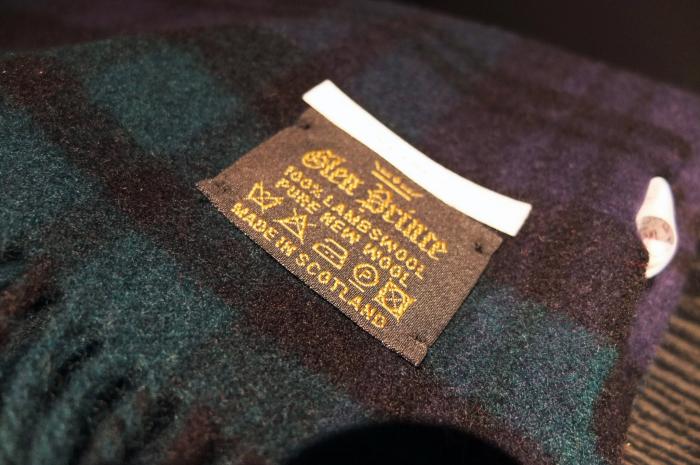 Glen Prince
100% LAMBSWOOL
PURE NEW WOOL
P
MADE IN SCOTLAND